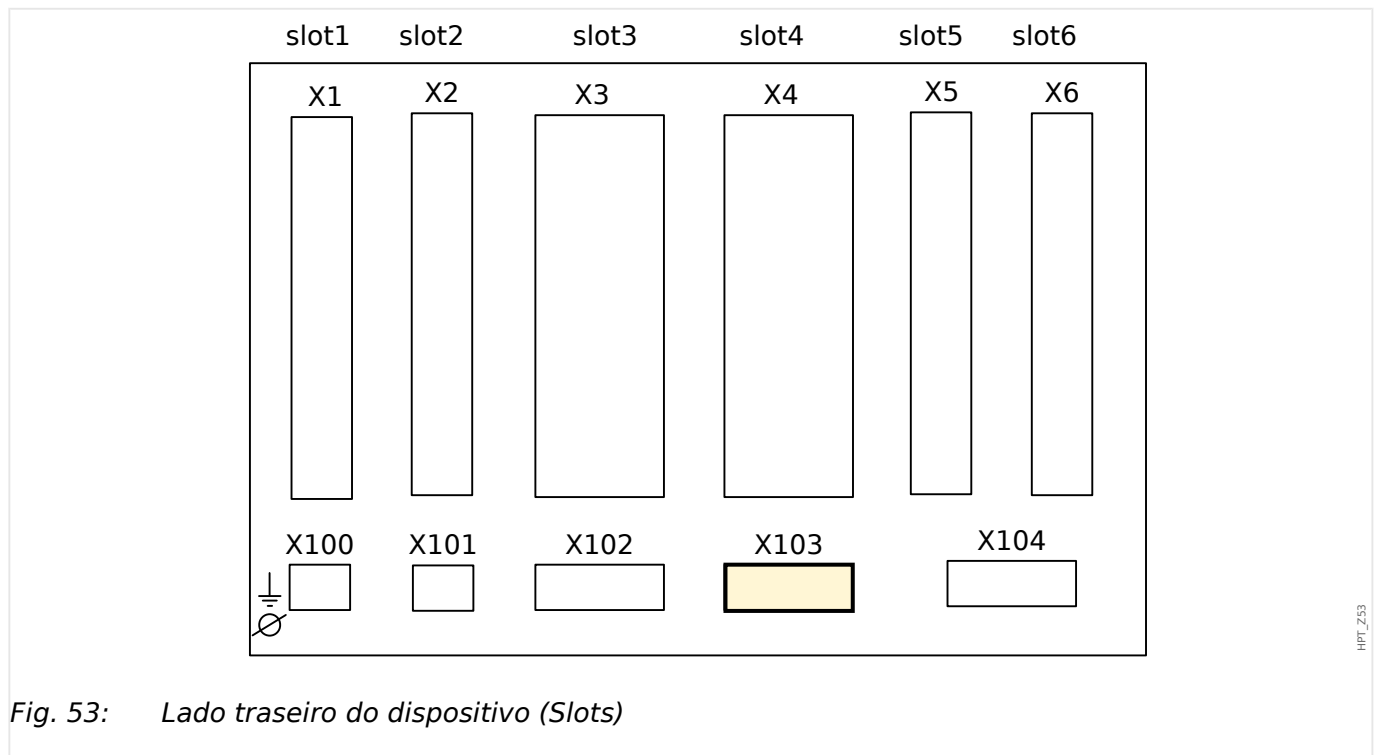 slot1 slot2 slot3 slot4 slot5 slot6
X1 X2 X3 X4 X5 X6
X100 X101 X102 X103 X104
HPT_Z53
Fig. 53: Lado traseiro do dispositivo (Slots)